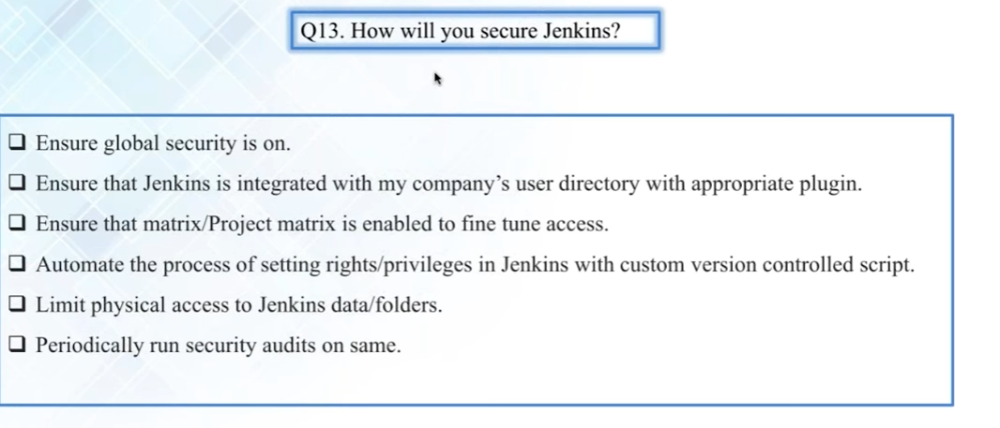 Q13. How will you secure Jenkins?
❑ Ensure global security is on.
❑ Ensure that Jenkins is integrated with my company’s user directory with appropriate plugin.
❑ Ensure that matrix/Project matrix is enabled to fine tune access.
❑ Automate the process of setting rights/privileges in Jenkins with custom version controlled script.
❑ Limit physical access to Jenkins data/folders.
❑ Periodically run security audits on same.